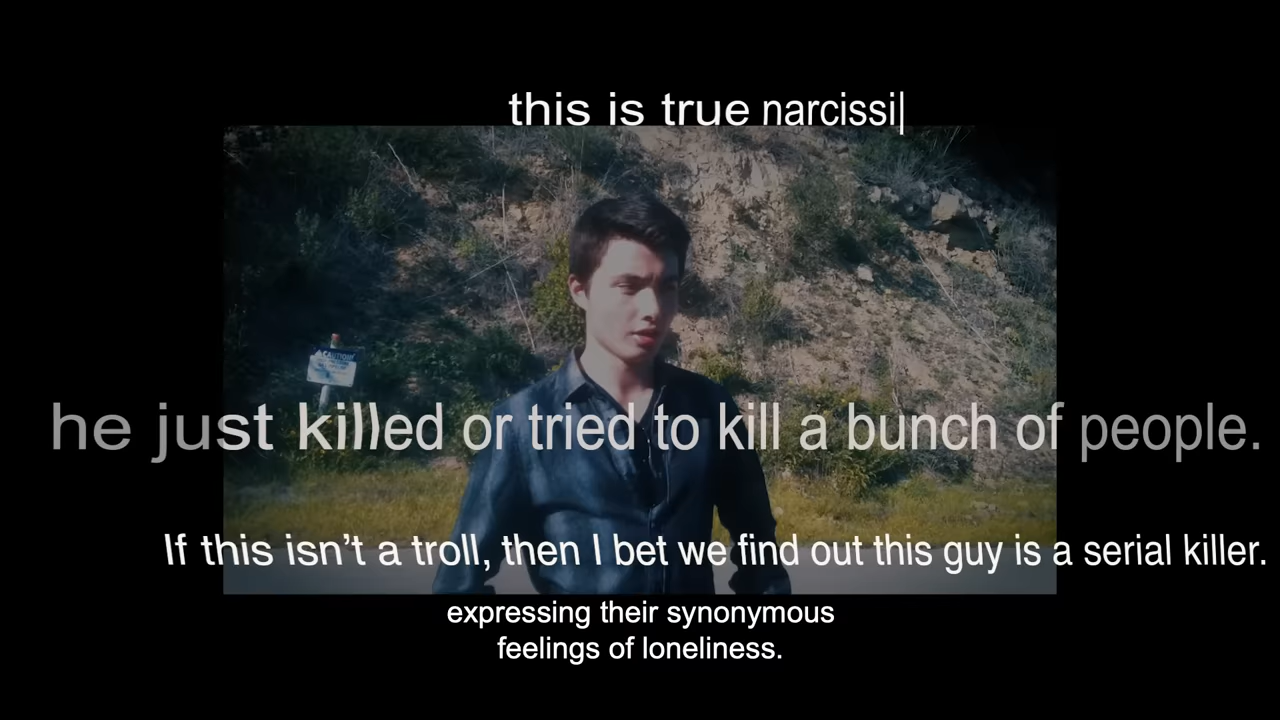 this is true narcissi
CAUTION
he just killed or tried to kill a bunch of people.
If this isn't a troll, then I bet we find out this guy is a serial killer.
expressing their synonymous
feelings of loneliness.